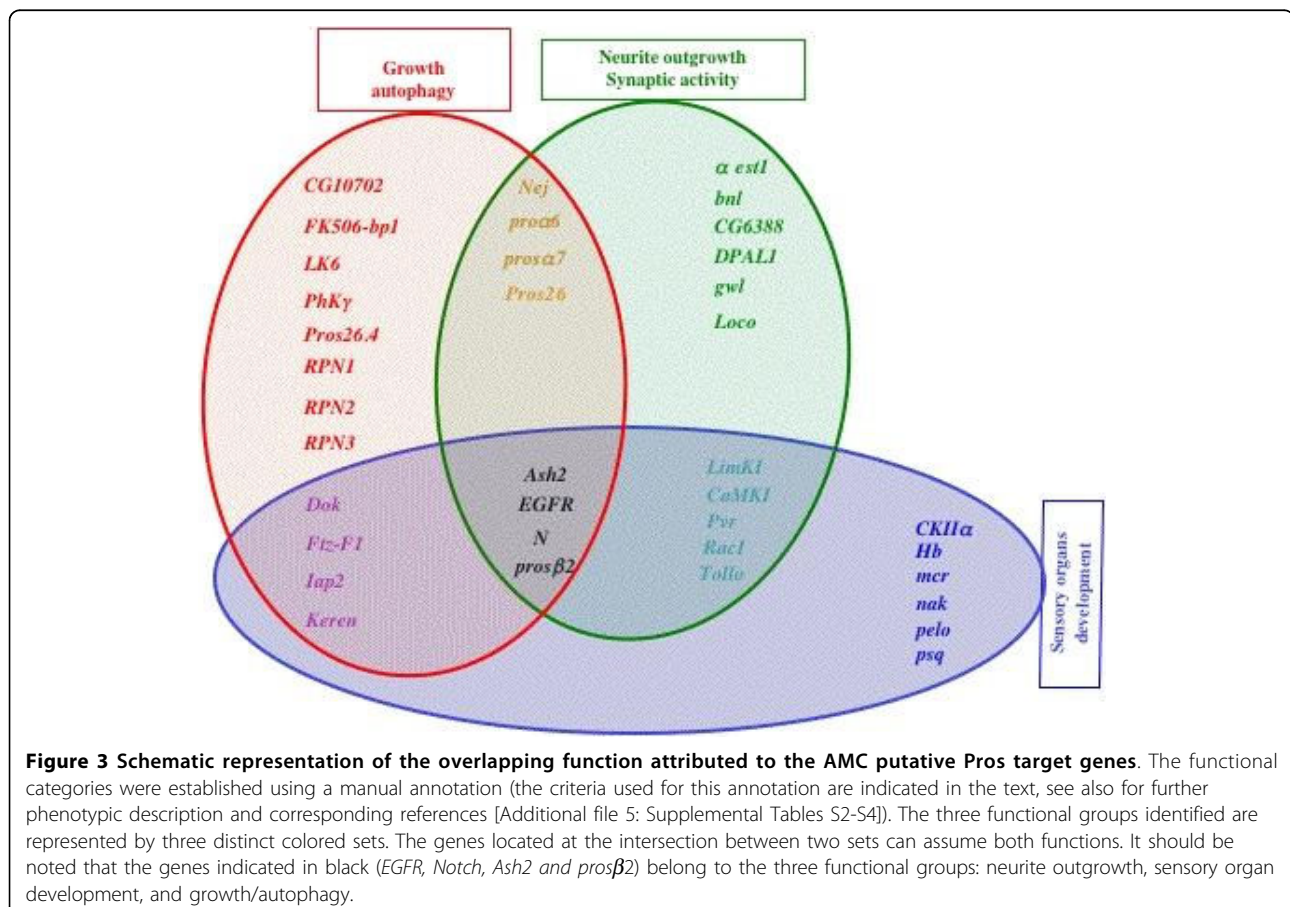 Growth
autophagy
Neurite outgrowth
Synaptic activity
CG10702
FK506-bp1
LK6
PhKγ
Pros26.4
RPN1
RPN2
RPN3
Nej
proα6
prosα7
Pros26
α est1
bnl
CG6388
DPAL1
gwl
Loco
Dok
Ftz-F1
Iap2
Keren
Ash2
EGFR
N
prosβ2
LimKI
CaMKI
Pvr
Rac1
Tollo
CKIIα
Hb
mcr
nak
pelo
psq
Sensory organs
development
Figure 3 Schematic representation of the overlapping function attributed to the AMC putative Pros target genes. The functional
categories were established using a manual annotation (the criteria used for this annotation are indicated in the text, see also for further
phenotypic description and corresponding references [Additional file 5: Supplemental Tables S2-S4]). The three functional groups identified are
represented by three distinct colored sets. The genes located at the intersection between two sets can assume both functions. It should be
noted that the genes indicated in black (EGFR, Notch, Ash2 and prosβ2) belong to the three functional groups: neurite outgrowth, sensory organ
development, and growth/autophagy.